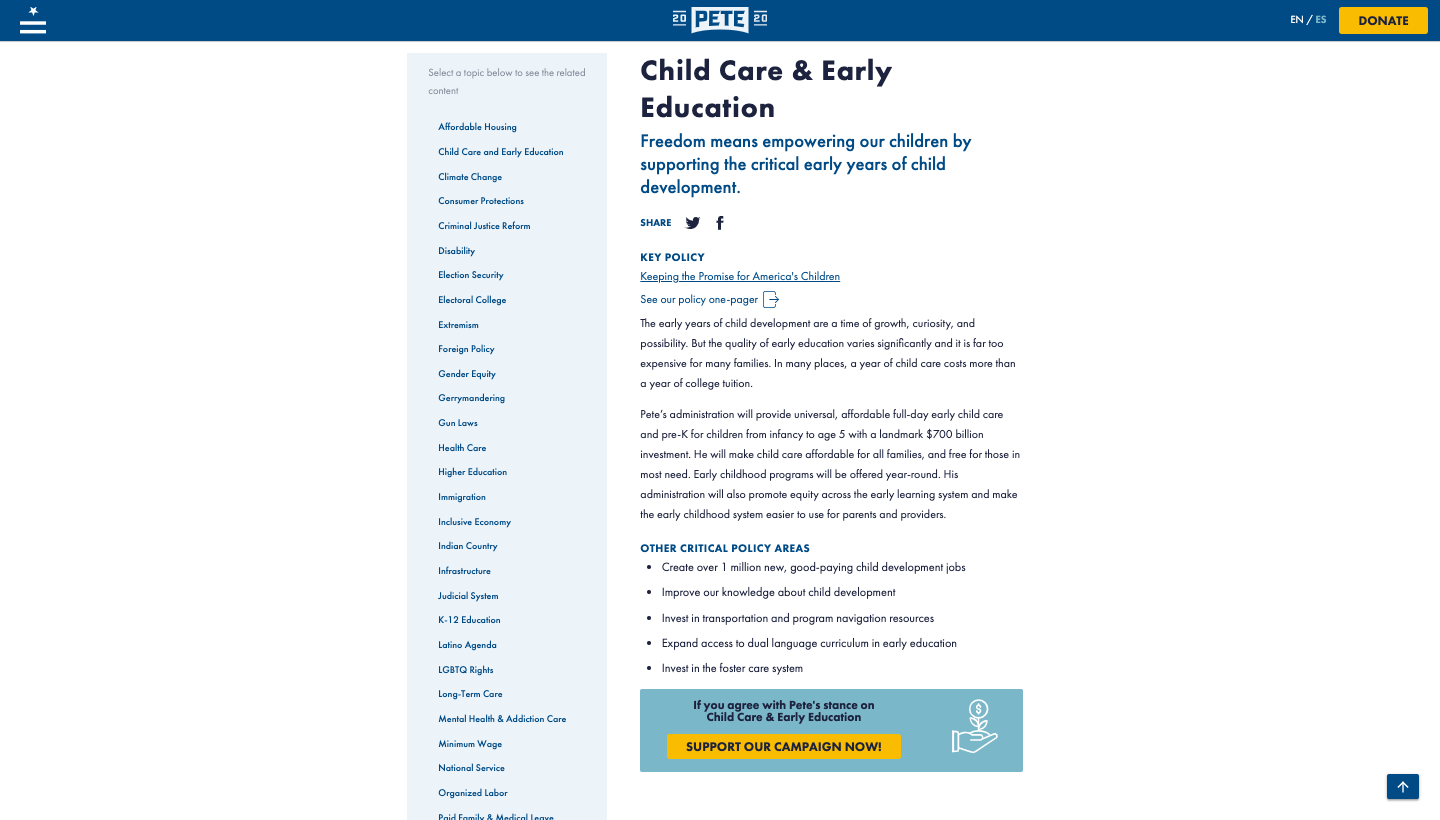 20 PETE 20
EN / ES
DONATE
Select a topic below to see the related
content
Affordable Housing
Child Care and Early Education
Climate Change
Consumer Protections
Criminal Justice Reform
Disability
Election Security
Electoral College
Extremism
Foreign Policy
Gender Equity
Gerrymandering
Gun Laws
Health Care
Higher Education
Immigration
Inclusive Economy
Indian Country
Infrastructure
Judicial System
K-12 Education
Latino Agenda
LGBTQ Rights
Long-Term Care
Mental Health & Addiction Care
Minimum Wage
National Service
Organized Labor
Paid Family & Medical Leave
Child Care & Early
Education
Freedom means empowering our children by
supporting the critical early years of child
development.
SHARE
KEY POLICY
Keeping the Promise for America's Children
See our policy one-pager
The early years of child development are a time of growth, curiosity, and
possibility. But the quality of early education varies significantly and it is far too
expensive for many families. In many places, a year of child care costs more than
a year of college tuition.
Pete’s administration will provide universal, affordable full-day early child care
and pre-K for children from infancy to age 5 with a landmark $700 billion
investment. He will make child care affordable for all families, and free for those in
most need. Early childhood programs will be offered year-round. His
administration will also promote equity across the early learning system and make
the early childhood system easier to use for parents and providers.
OTHER CRITICAL POLICY AREAS
• Create over 1 million new, good-paying child development jobs
• Improve our knowledge about child development
• Invest in transportation and program navigation resources
• Expand access to dual language curriculum in early education
• Invest in the foster care system
If you agree with Pete's stance on
Child Care & Early Education
SUPPORT OUR CAMPAIGN NOW!
$